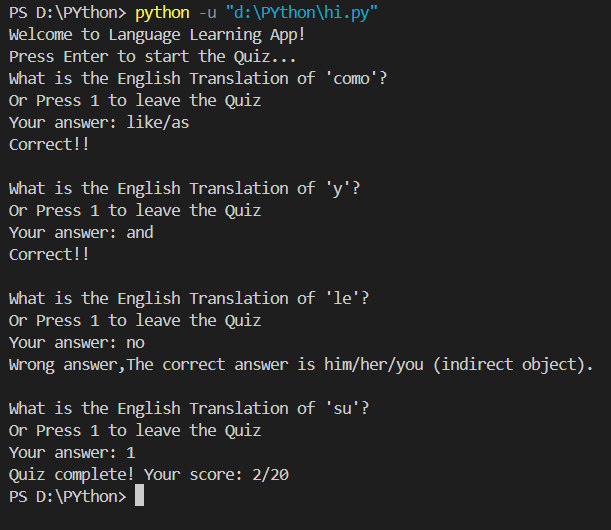 PS D:\PYthon> python -u "d:\PYthon\hi.py"
Welcome to Language Learning App!
Press Enter to start the Quiz...
What is the English Translation of 'como'?
Or Press 1 to leave the Quiz
Your answer: like/as
Correct!!
What is the English Translation of 'y'?
Or Press 1 to leave the Quiz
Your answer: and
Correct!!
What is the English Translation of 'le'?
Or Press 1 to leave the Quiz
Your answer: no
Wrong answer,The correct answer is him/her/you (indirect object).
What is the English Translation of 'su'?
Or Press 1 to leave the Quiz
Your answer: 1
Quiz complete! Your score: 2/20
PS D:\PYthon>